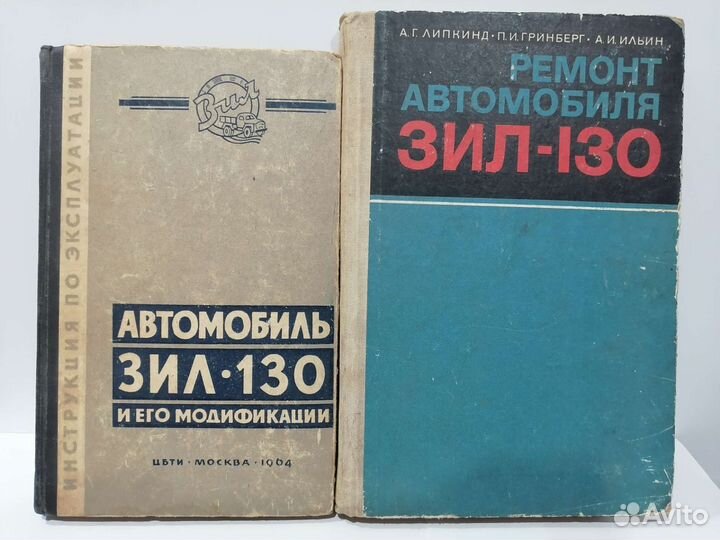 ИНСТРУКЦИЯ ПО ЭКСПЛУАТАЦИИ
АВТОМОБИЛЬ
ЗИЛ·130
И ЕГО МОДИФИКАЦИИ
ЦБТИ · МОСКВА · 1964
А.Г. ЛИПКИНД · П.И. ГРИНБЕРГ · А.И. ИЛЬИН
РЕМОНТ
АВТОМОБИЛЯ
ЗИЛ-130
Avito